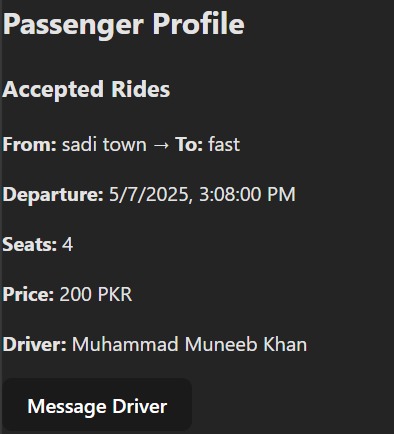 Passenger Profile
Accepted Rides
From: sadi town → To: fast
Departure: 5/7/2025, 3:08:00 PM
Seats: 4
Price: 200 PKR
Driver: Muhammad Muneeb Khan
Message Driver